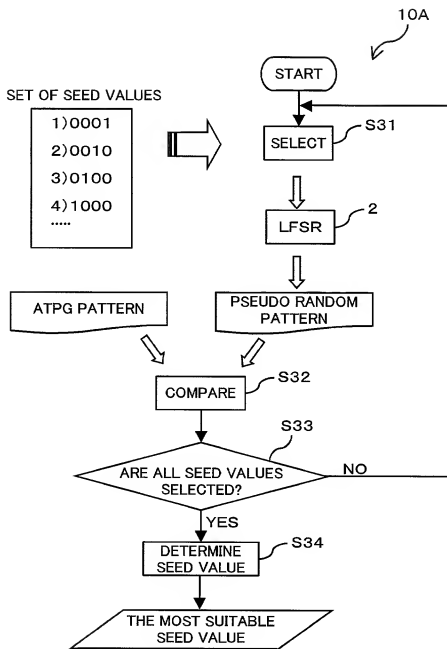 10A
START
SET OF SEED VALUES
1)0001
2)0010
3)0100
4)1000
.....
S31
SELECT
2
LFSR
ATPG PATTERN
PSEUDO RANDOM
PATTERN
S32
COMPARE
S33
ARE ALL SEED VALUES
SELECTED?
NO
YES
S34
DETERMINE
SEED VALUE
THE MOST SUITABLE
SEED VALUE